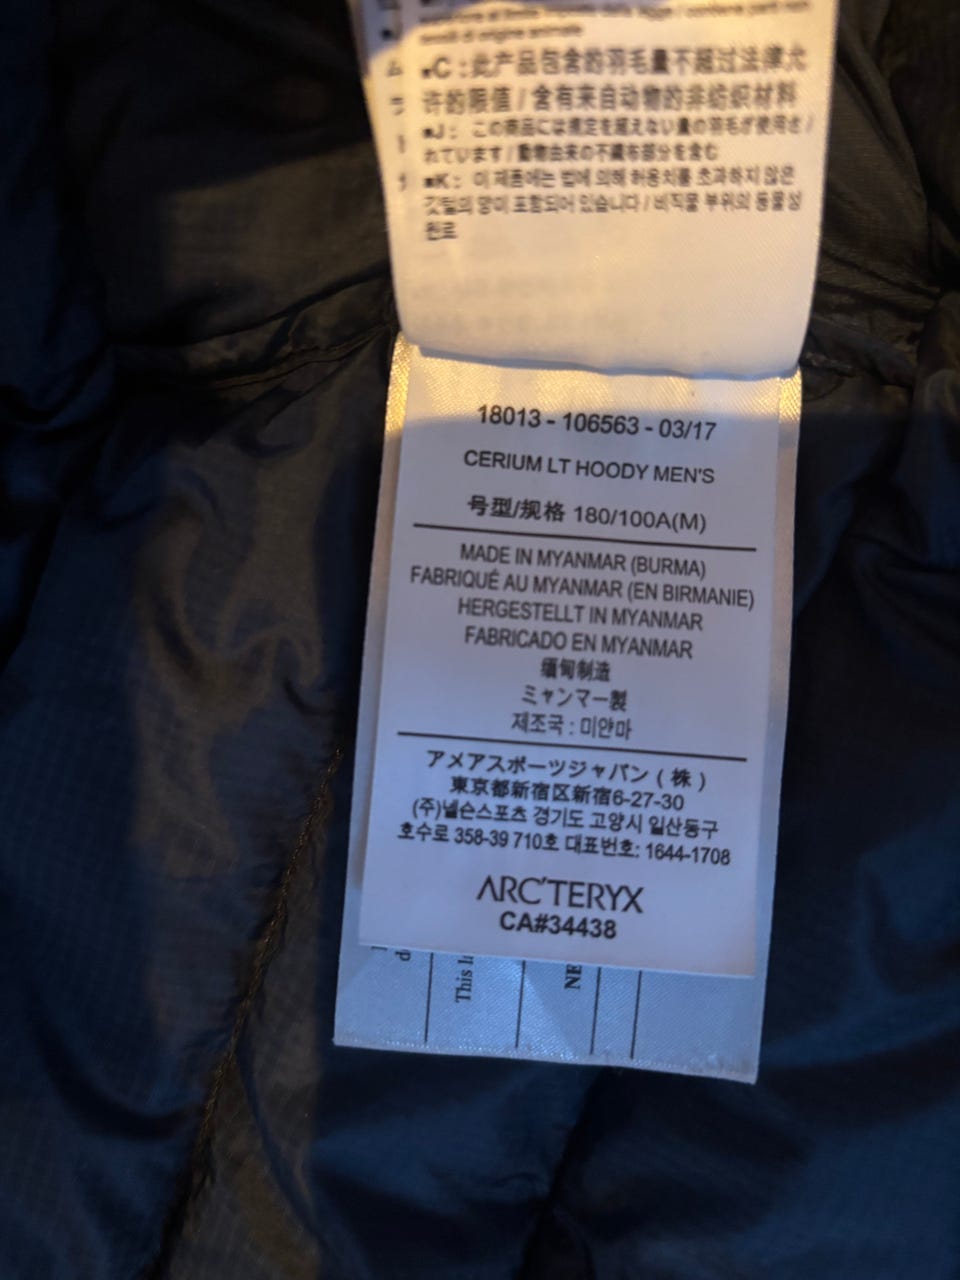 molli di origine animale
■C：此产品包含的羽毛量不超过法律允
许的限值 / 含有来自动物的非纺织材料
■J： この商品には規定を超えない量の羽毛が使用さ
れています / 動物由来の不織布部分を含む
■K： 이 제품에는 법에 의해 허용치를 초과하지 않은
깃털의 양이 포함되어 있습니다 / 비직물 부위의 동물성
원료
18013 - 106563 - 03/17
CERIUM LT HOODY MEN'S
号型/规格 180/100A(M)
MADE IN MYANMAR (BURMA)
FABRIQUÉ AU MYANMAR (EN BIRMANIE)
HERGESTELLT IN MYANMAR
FABRICADO EN MYANMAR
缅甸制造
ミャンマー製
제조국 : 미얀마
アメアスポーツジャパン ( 株 )
東京都新宿区新宿6-27-30
(주)넬슨스포츠 경기도 고양시 일산동구
호수로 358-39 710호 대표번호: 1644-1708
ARC'TERYX
CA#34438
This